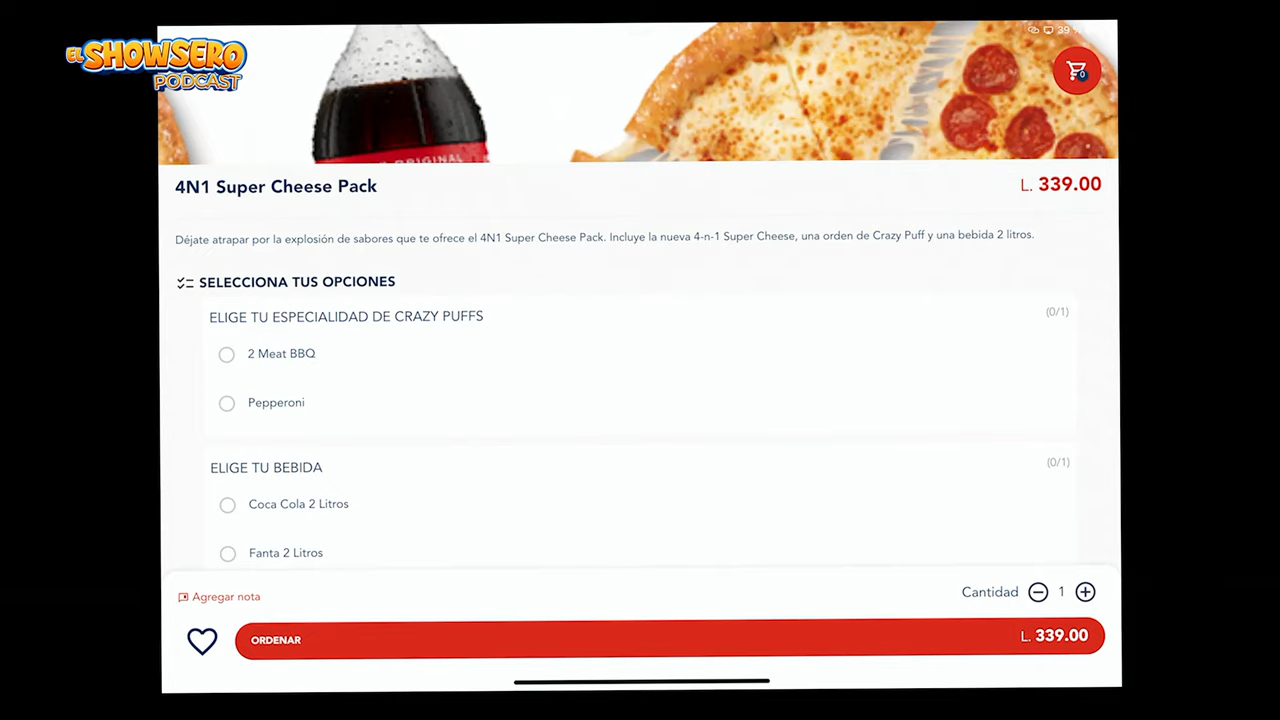 EL SHOWSERO
PODCAST
39 %
0
ORIGINAL
4N1 Super Cheese Pack
L. 339.00
Déjate atrapar por la explosión de sabores que te ofrece el 4N1 Super Cheese Pack. Incluye la nueva 4-n-1 Super Cheese, una orden de Crazy Puff y una bebida 2 litros.
SELECCIONA TUS OPCIONES
ELIGE TU ESPECIALIDAD DE CRAZY PUFFS
(0/1)
2 Meat BBQ
Pepperoni
ELIGE TU BEBIDA
(0/1)
Coca Cola 2 Litros
Fanta 2 Litros
Agregar nota
Cantidad 1
ORDENAR
L. 339.00